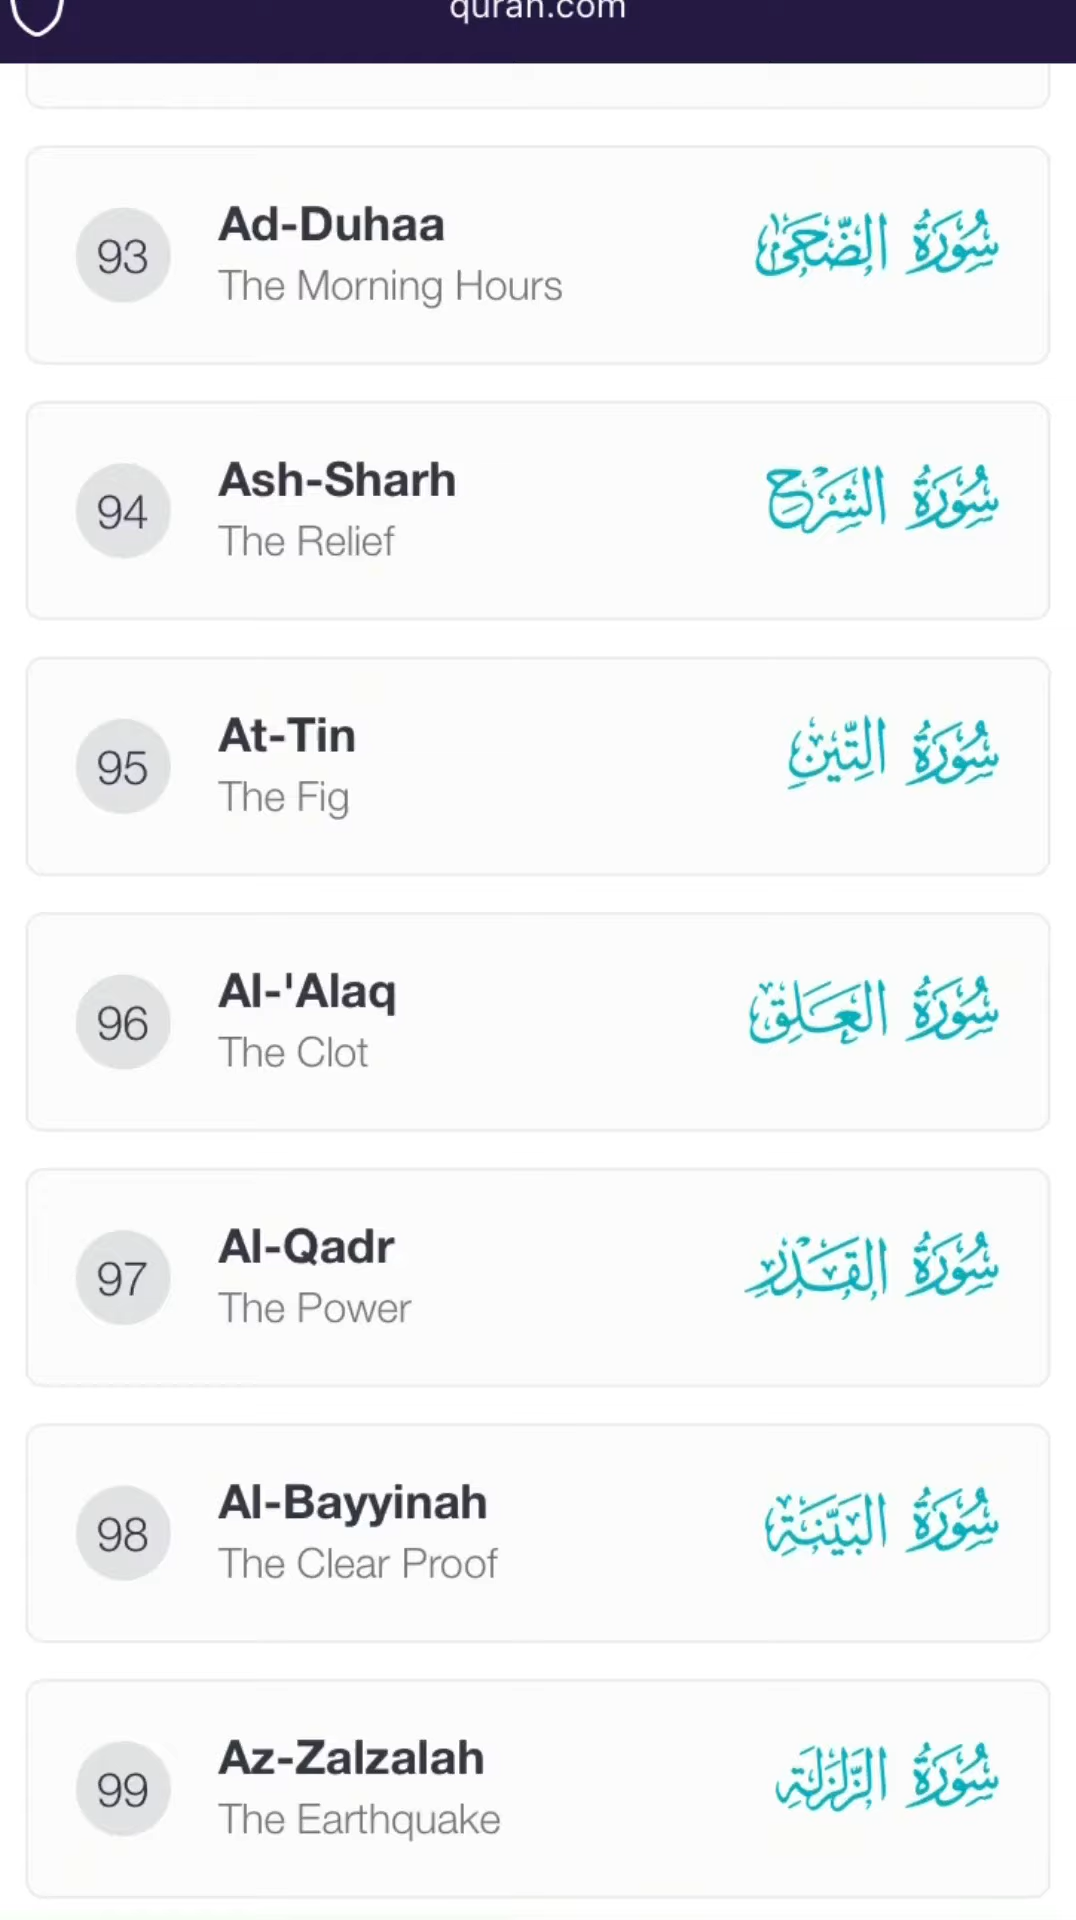 quran.com
93
Ad-Duhaa
The Morning Hours
سُورَةُ الضُّحَىٰ
94
Ash-Sharh
The Relief
سُورَةُ الشَّرْحِ
95
At-Tin
The Fig
سُورَةُ التِّينِ
96
Al-'Alaq
The Clot
سُورَةُ العَلَقِ
97
Al-Qadr
The Power
سُورَةُ القَدْرِ
98
Al-Bayyinah
The Clear Proof
سُورَةُ البَيِّنَةِ
99
Az-Zalzalah
The Earthquake
سُورَةُ الزَّلْزَلَةِ